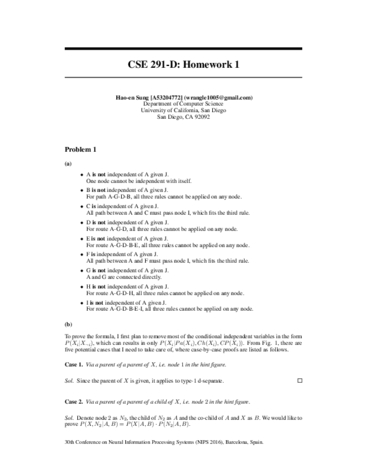 CSE 291-D: Homework 1
Hao-en Sung [A53204772] (wrangle1005@gmail.com)
Department of Computer Science
University of California, San Diego
San Diego, CA 92092
Problem 1
(a)
• A is not independent of A given J.
One node cannot be independent with itself.
• B is not independent of A given J.
For path A-G-D-B, all three rules cannot be applied on any node.
• C is independent of A given J.
All path between A and C must pass node I, which fits the third rule.
• D is not independent of A given J.
For route A-G-D, all three rules cannot be applied on any node.
• E is not independent of A given J.
For route A-G-D-B-E, all three rules cannot be applied on any node.
• F is independent of A given J.
All path between A and F must pass node I, which fits the third rule.
• G is not independent of A given J.
A and G are connected directly.
• H is not independent of A given J.
For route A-G-D-H, all three rules cannot be applied on any node.
• I is not independent of A given J.
For route A-G-D-B-E-I, all three rules cannot be applied on any node.
(b)
To prove the formula, I first plan to remove most of the conditional independent variables in the form
P(X_i|X_{-i}), which can results in only P(X_i|Pa(X_i), Ch(X_i), CP(X_i)). From Fig. 1, there are
five potential cases that I need to take care of, where case-by-case proofs are listed as follows.
Case 1. Via a parent of a parent of X, i.e. node 1 in the hint figure.
Sol. Since the parent of X is given, it applies to type-1 d-separate. □
Case 2. Via a parent of a parent of a child of X, i.e. node 2 in the hint figure.
Sol. Denote node 2 as N_2, the child of N_2 as A and the co-child of A and X as B. We would like to
prove P(X, N_2|A, B) = P(X|A, B) · P(N_2|A, B).
30th Conference on Neural Information Processing Systems (NIPS 2016), Barcelona, Spain.